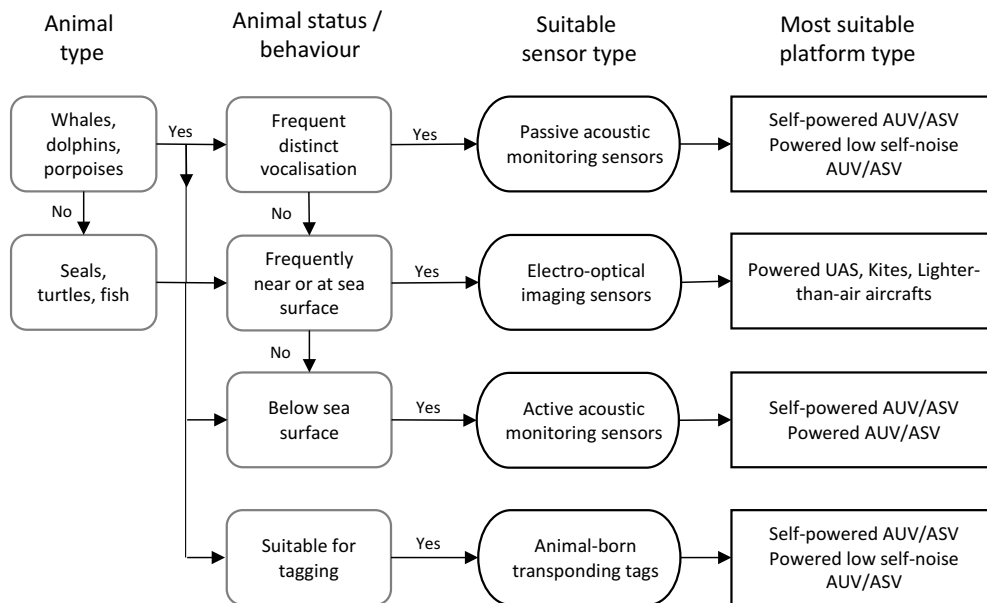 Animal
type
Animal status /
behaviour
Suitable
sensor type
Most suitable
platform type
Whales,
dolphins,
porpoises
Yes
Frequent
distinct
vocalisation
Yes
Passive acoustic
monitoring sensors
Self-powered AUV/ASV
Powered low self-noise
AUV/ASV
No
No
Seals,
turtles, fish
Frequently
near or at sea
surface
Yes
Electro-optical
imaging sensors
Powered UAS, Kites, Lighter-
than-air aircrafts
No
Below sea
surface
Yes
Active acoustic
monitoring sensors
Self-powered AUV/ASV
Powered AUV/ASV
Suitable for
tagging
Yes
Animal-born
transponding tags
Self-powered AUV/ASV
Powered low self-noise
AUV/ASV